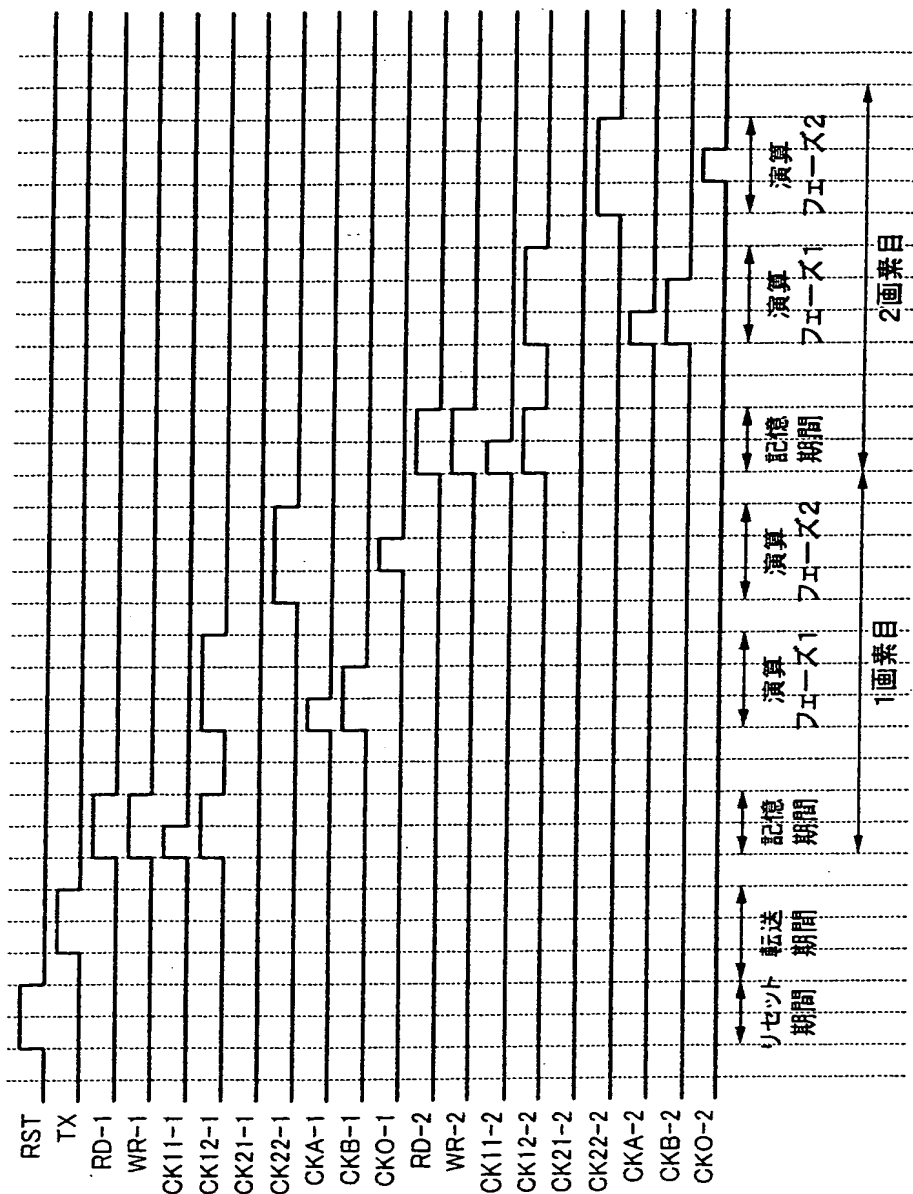 RST
TX
RD-1
WR-1
CK11-1
CK12-1
CK21-1
CK22-1
CKA-1
CKB-1
CKO-1
RD-2
WR-2
CK11-2
CK12-2
CK21-2
CK22-2
CKA-2
CKB-2
CKO-2
リセット
期間
転送
期間
記憶
期間
演算
フェーズ1
演算
フェーズ2
記憶
期間
演算
フェーズ1
演算
フェーズ2
1画素目
2画素目